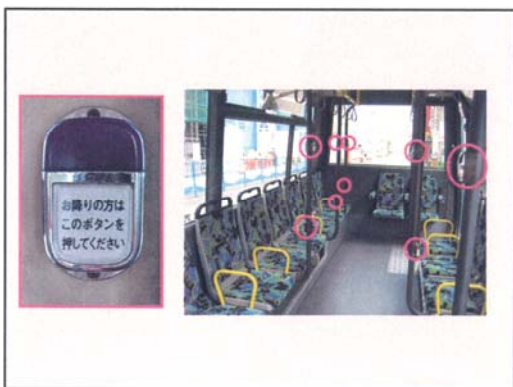 お降りの方は
このボタンを
押してください